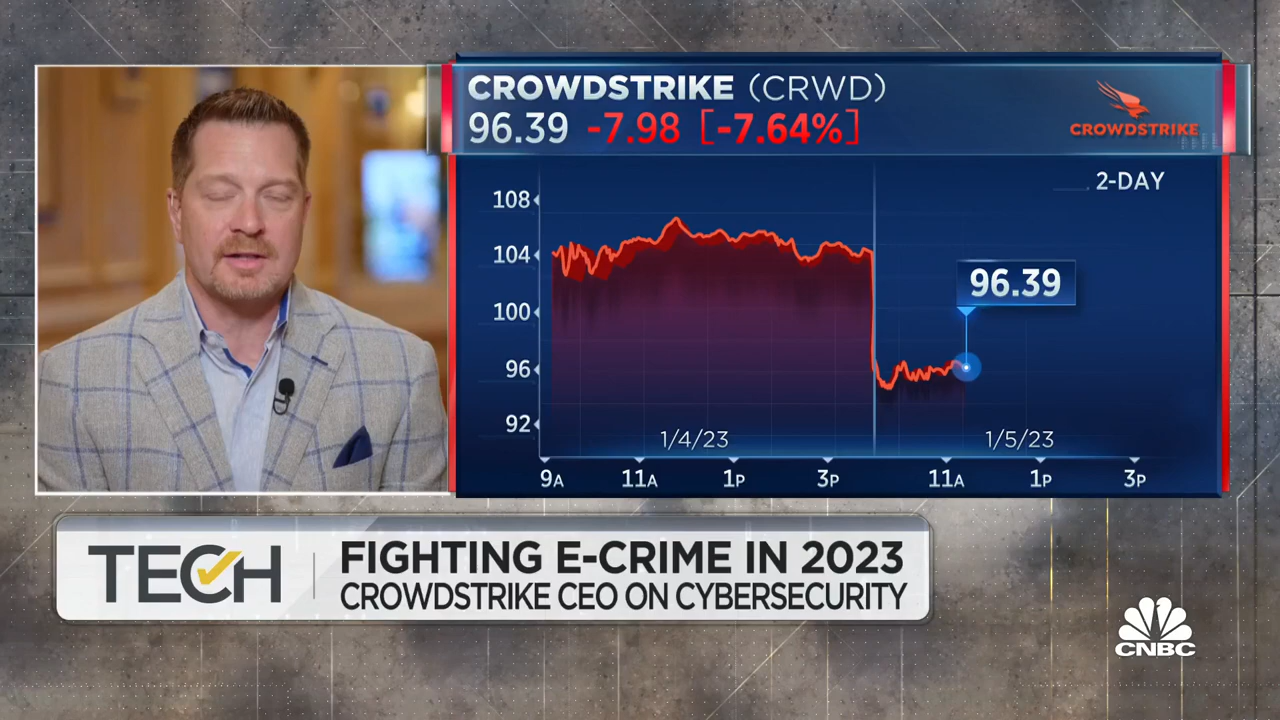 CROWDSTRIKE (CRWD)
96.39 -7.98 [-7.64%]
CROWDSTRIKE
2-DAY
108
104
100
96
92
96.39
1/4/23 1/5/23
9A 11A 1P 3P 11A 1P 3P
TECH
FIGHTING E-CRIME IN 2023
CROWDSTRIKE CEO ON CYBERSECURITY
CNBC